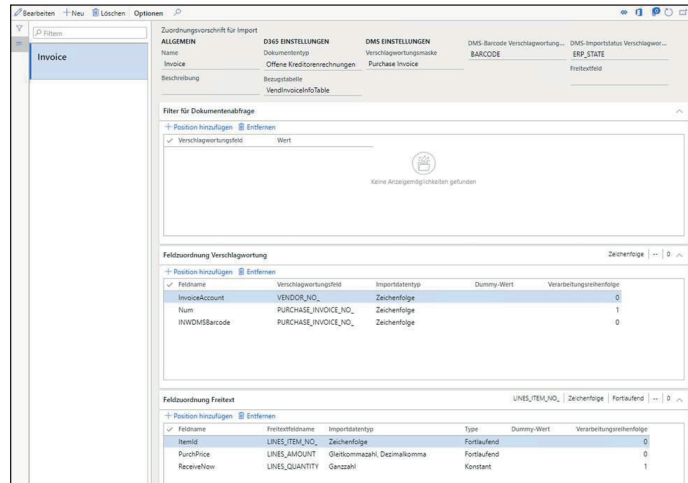 Bearbeiten + Neu Löschen Optionen
Filtern
Invoice
Zuordnungsvorschrift für Import
ALLGEMEIN D365 EINSTELLUNGEN DMS EINSTELLUNGEN DMS-Barcode Verschlagwortung... DMS-Importstatus Verschlagwor...
Name Dokumententyp Verschlagwortungsmaske BARCODE ERP_STATE
Invoice Offene Kreditorenrechnungen Purchase Invoice Freitextfeld
Beschreibung Bezugstabelle
VendInvoiceInfoTable
Filter für Dokumentenabfrage
+ Position hinzufügen Entfernen
Verschlagwortungsfeld Wert
Keine Anzeigemöglichkeiten gefunden
Feldzuordnung Verschlagwortung Zeichenfolge -- 0
+ Position hinzufügen Entfernen
Feldname Verschlagwortungsfeld Importdatentyp Dummy-Wert Verarbeitungsreihenfolge
InvoiceAccount VENDOR_NO_ Zeichenfolge 0
Num PURCHASE_INVOICE_NO_ Zeichenfolge 1
INWDMSBarcode PURCHASE_INVOICE_NO_ Zeichenfolge 0
Feldzuordnung Freitext LINES_ITEM_NO_ Zeichenfolge Fortlaufend -- 0
+ Position hinzufügen Entfernen
Feldname Freitextfeldname Importdatentyp Type Dummy-Wert Verarbeitungsreihenfolge
ItemId LINES_ITEM_NO_ Zeichenfolge Fortlaufend 0
PurchPrice LINES_AMOUNT Gleitkommazahl, Dezimalkomma Fortlaufend 0
ReceiveNow LINES_QUANTITY Ganzzahl Konstant 1